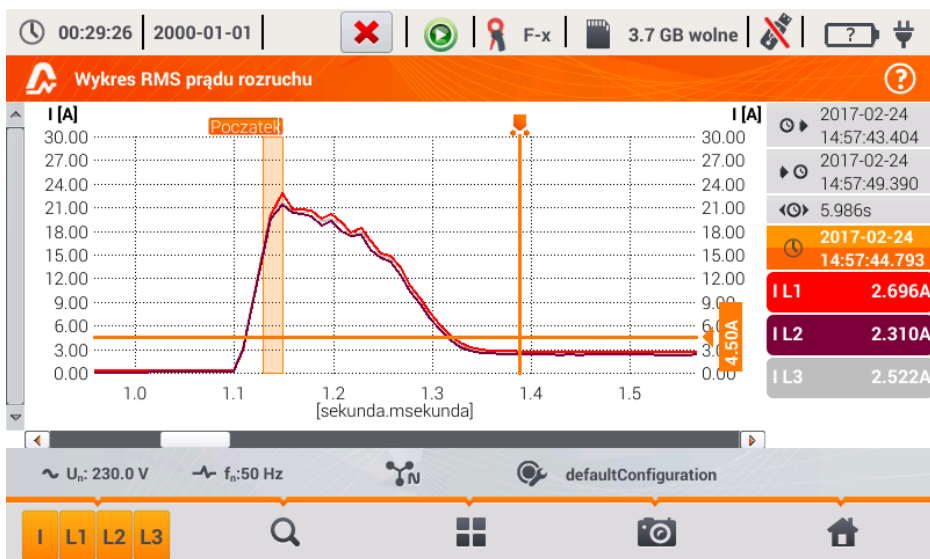 00:29:26 2000-01-01 F-x 3.7 GB wolne ?
Wykres RMS prądu rozruchu ?
I [A] I [A]
Początek
30.00 30.00
27.00 27.00
24.00 24.00
21.00 21.00
18.00 18.00
15.00 15.00
12.00 12.00
9.00 9.00
6.00 6.0
3.00 3.0
0.00 0.00
4.50A
1.0 1.1 1.2 1.3 1.4 1.5
[sekunda.msekunda]
2017-02-24
14:57:43.404
2017-02-24
14:57:49.390
5.986s
2017-02-24
14:57:44.793
I L1 2.696A
I L2 2.310A
I L3 2.522A
Un: 230.0 V fn:50 Hz N defaultConfiguration
I L1 L2 L3